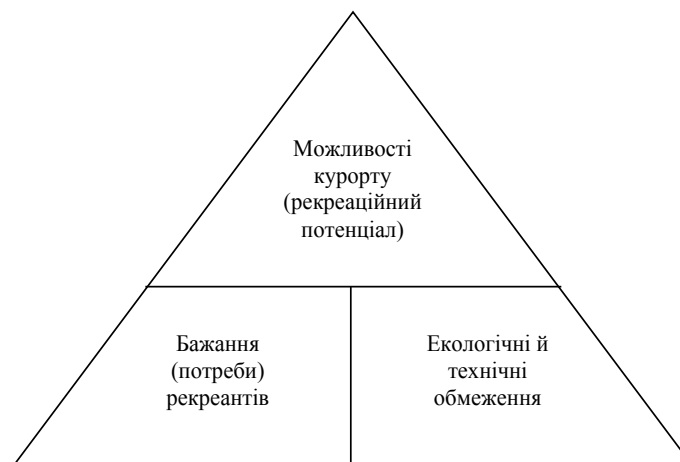 Можливості
курорту
(рекреаційний
потенціал)
Бажання
(потреби)
рекреантів
Екологічні й
технічні
обмеження